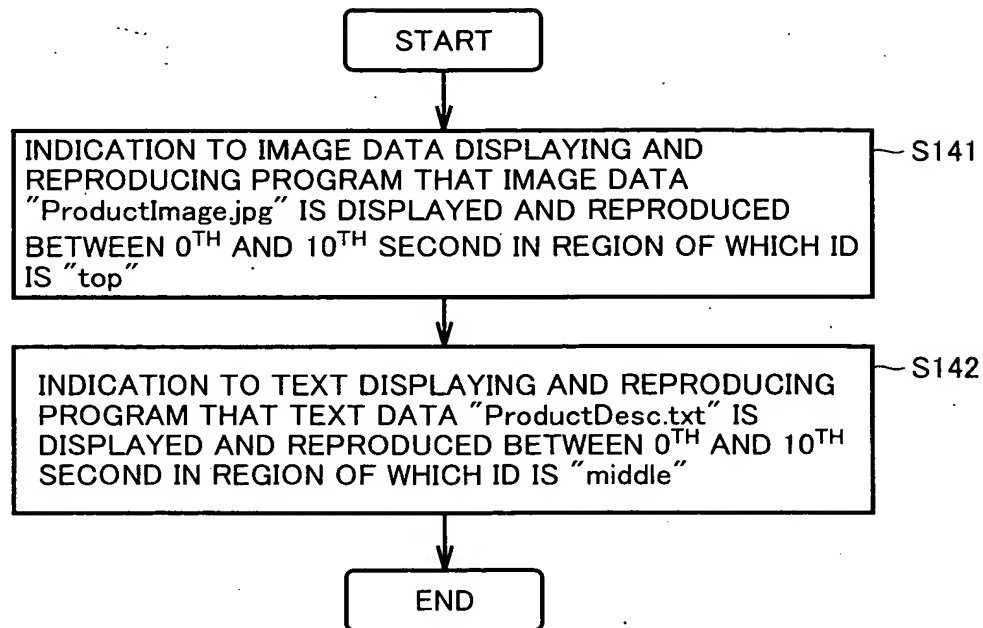 START
INDICATION TO IMAGE DATA DISPLAYING AND
REPRODUCING PROGRAM THAT IMAGE DATA
"ProductImage.jpg" IS DISPLAYED AND REPRODUCED
BETWEEN 0TH AND 10TH SECOND IN REGION OF WHICH ID
IS "top"
S141
INDICATION TO TEXT DISPLAYING AND REPRODUCING
PROGRAM THAT TEXT DATA "ProductDesc.txt" IS
DISPLAYED AND REPRODUCED BETWEEN 0TH AND 10TH
SECOND IN REGION OF WHICH ID IS "middle"
S142
END